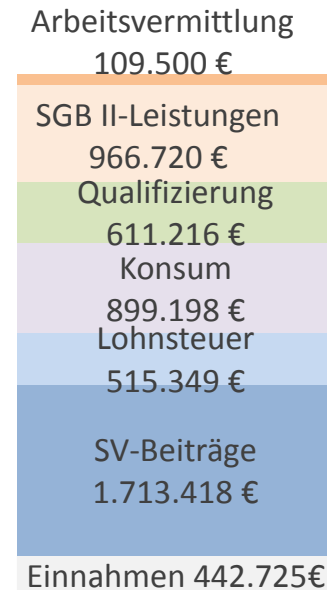 Arbeitsvermittlung
109.500 €
SGB II-Leistungen
966.720 €
Qualifizierung
611.216 €
Konsum
899.198 €
Lohnsteuer
515.349 €
SV-Beiträge
1.713.418 €
Einnahmen 442.725€